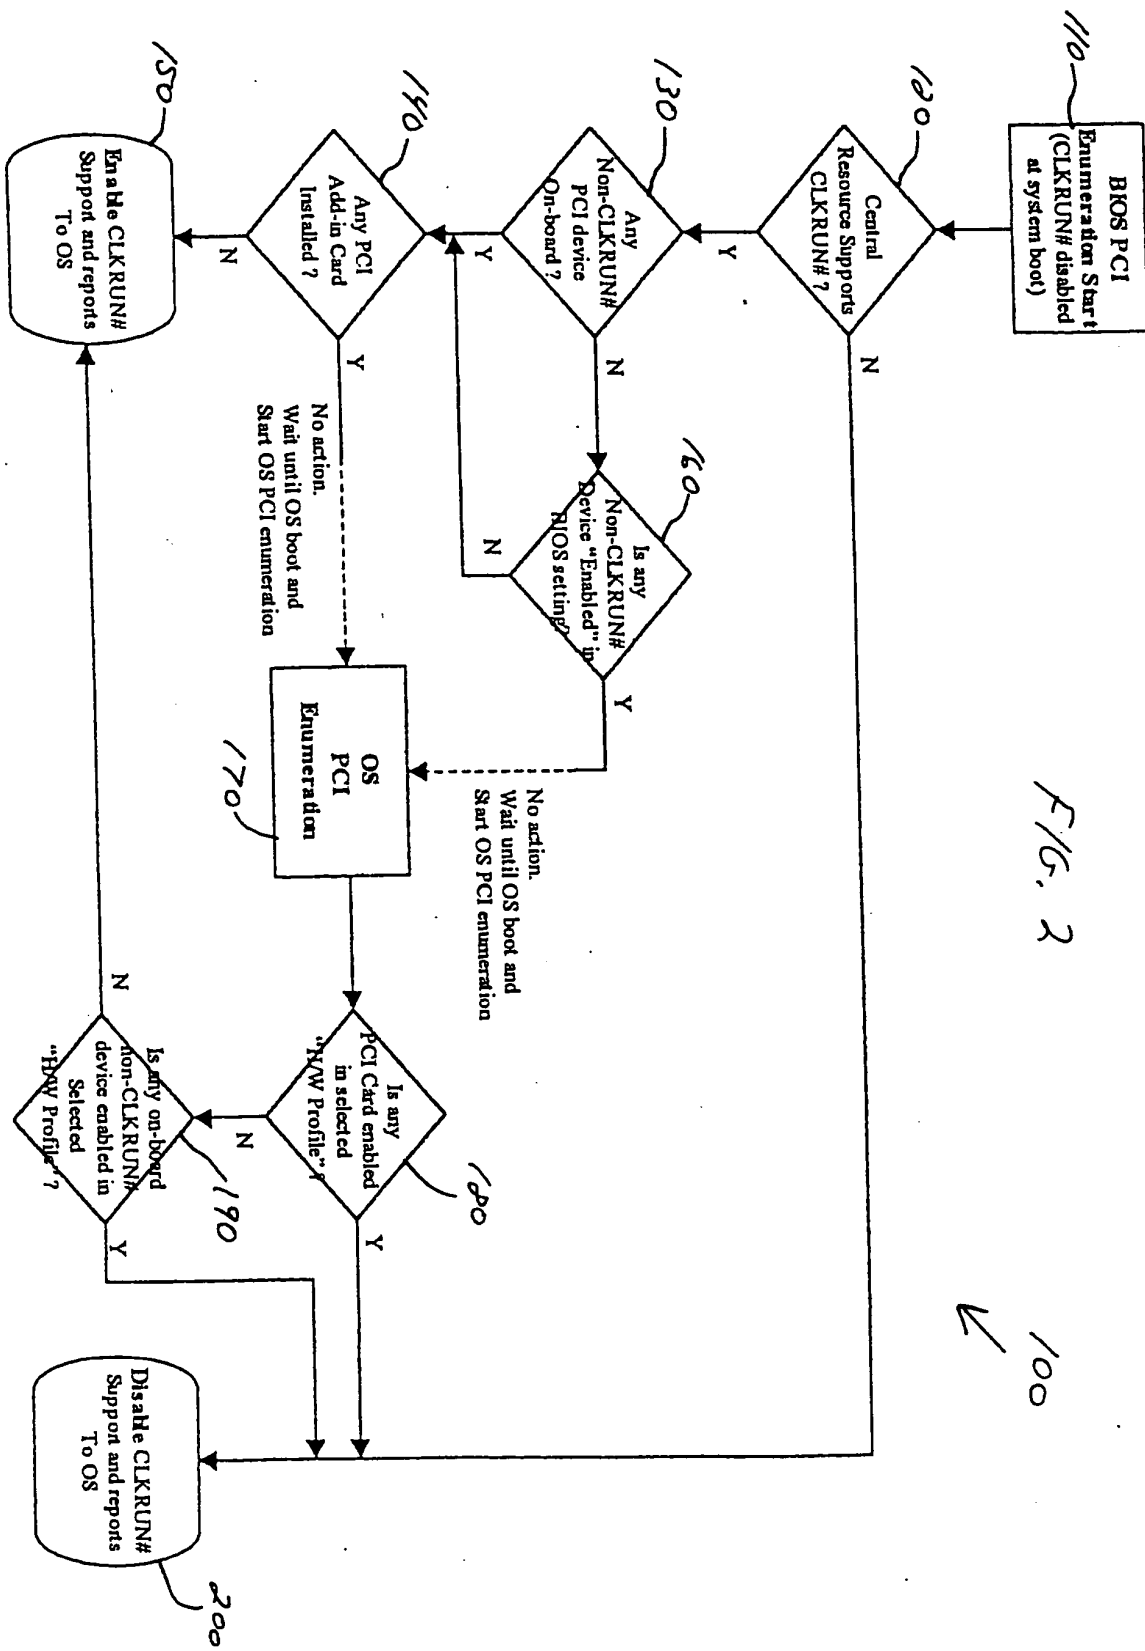 FIG. 2
100
110
BIOS PCI
Enumeration Start
(CLKRUN# disabled
at system boot)
120
Central
Resource Supports
CLKRUN# ?
N
Y
130
Any
Non-CLKRUN#
PCI device
On-board ?
N
Y
160
Is any
Non-CLKRUN#
Device "Enabled" in
BIOS setting?
N
Y
No action.
Wait until OS boot and
Start OS PCI enumeration
140
Any PCI
Add-in Card
Installed ?
Y
N
No action.
Wait until OS boot and
Start OS PCI enumeration
OS
PCI
Enumeration
170
Is any
PCI Card enabled
in selected
"H/W Profile" ?
180
Y
N
Is any on-board
non-CLKRUN#
device enabled in
Selected
"H/W Profile" ?
190
N
Y
150
Enable CLKRUN#
Support and reports
To OS
Disable CLKRUN#
Support and reports
To OS
200